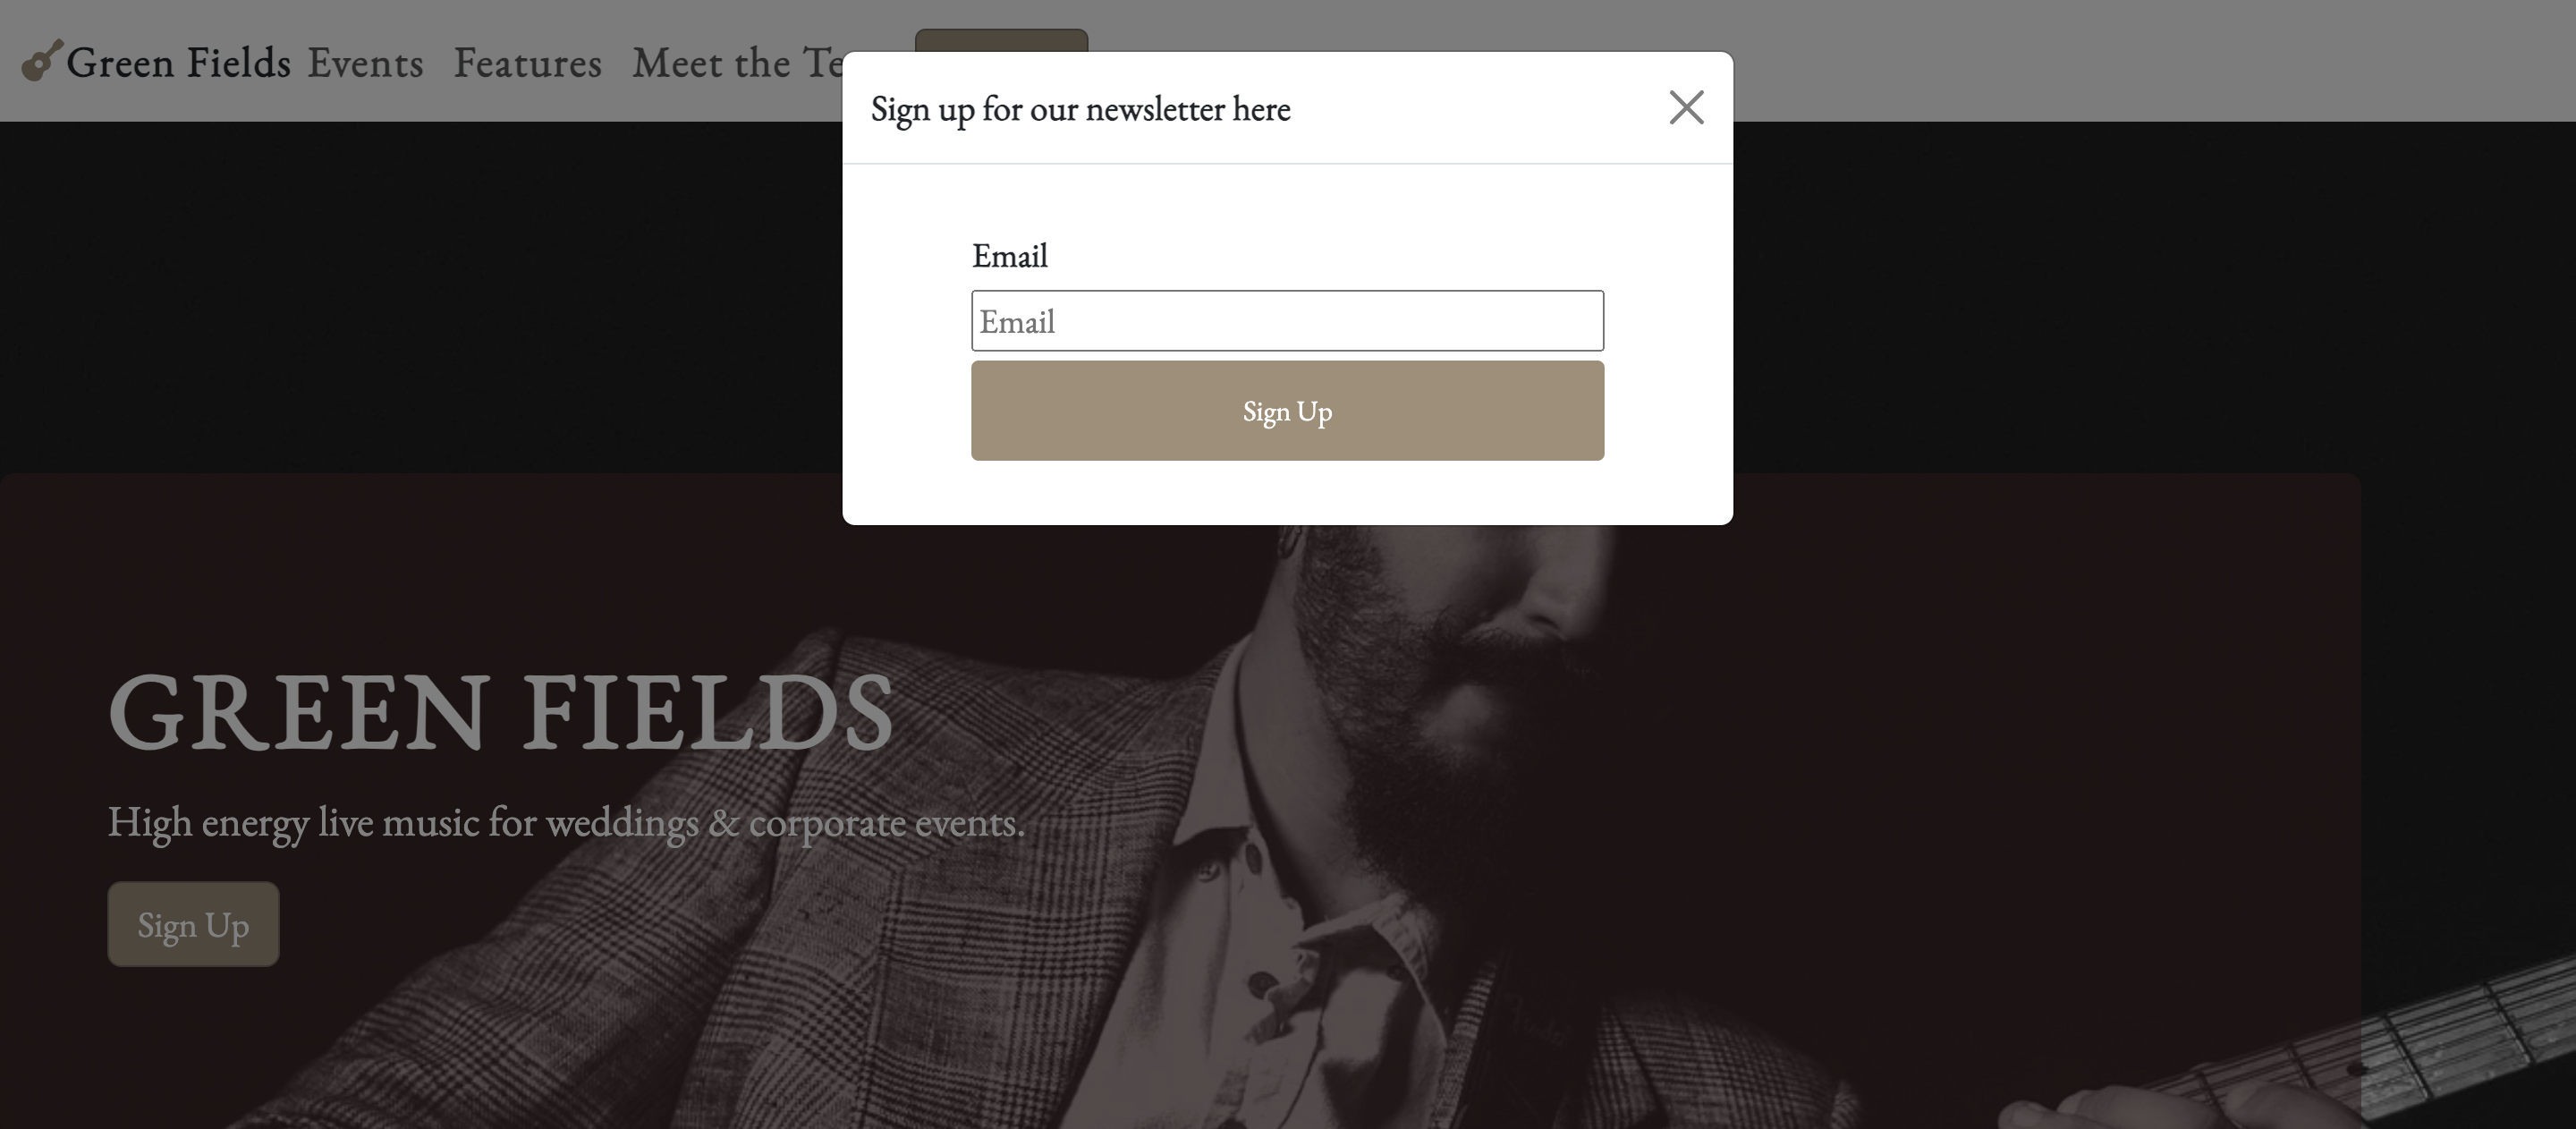 Green Fields Events Features Meet the Te
Sign up for our newsletter here
Email
Email
Sign Up
GREEN FIELDS
High energy live music for weddings & corporate events.
Sign Up